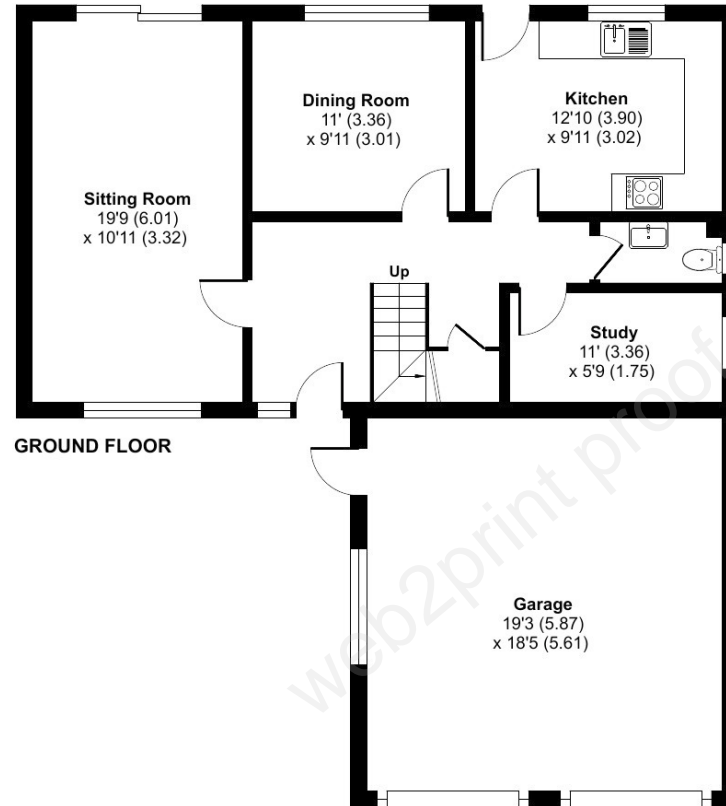 Dining Room
11' (3.36)
x 9'11 (3.01)
Kitchen
12'10 (3.90)
x 9'11 (3.02)
Sitting Room
19'9 (6.01)
x 10'11 (3.32)
Up
Study
11' (3.36)
x 5'9 (1.75)
GROUND FLOOR
Garage
19'3 (5.87)
x 18'5 (5.61)
web2print proof